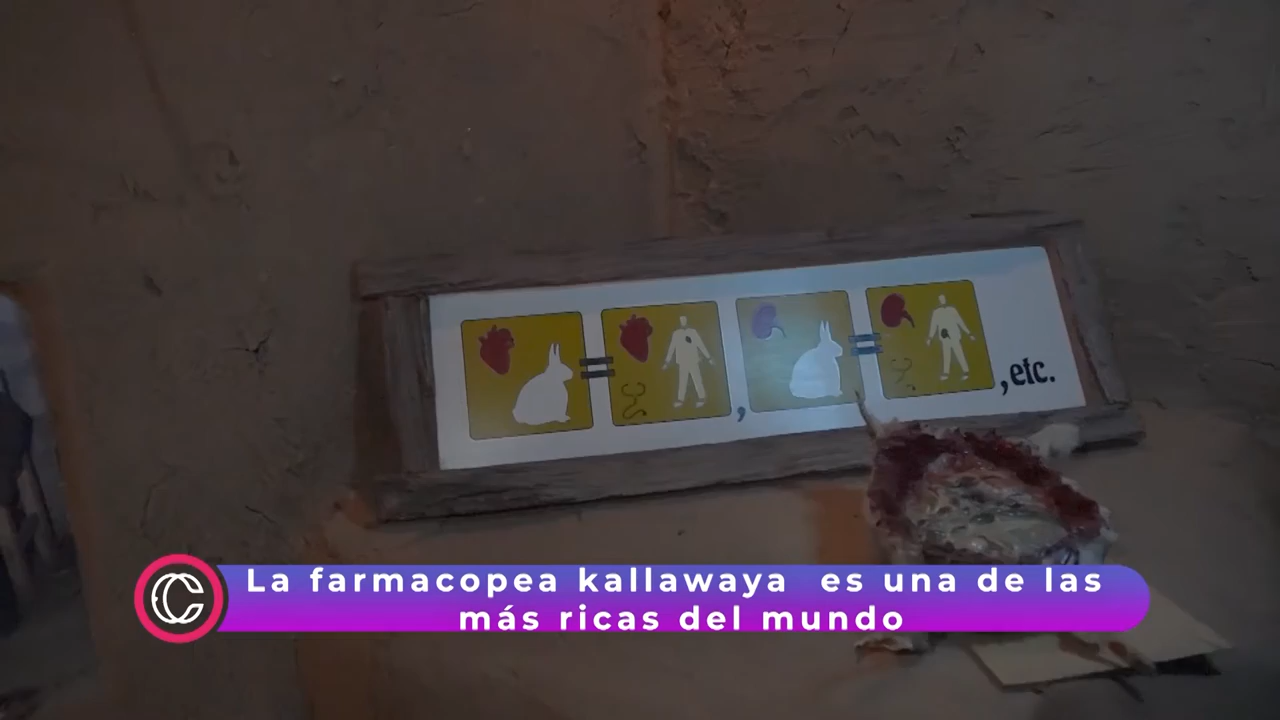 , , etc.
La farmacopea kallawaya es una de las
más ricas del mundo